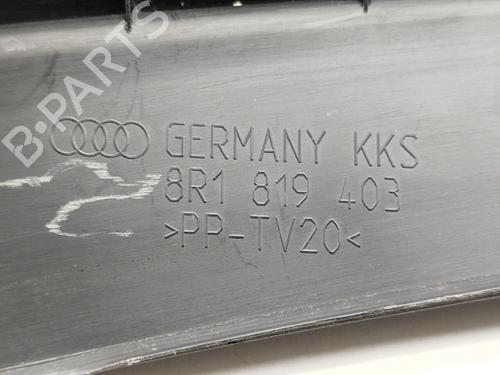 B-PARTS
GERMANY KKS
8R1 819 403
>PP-TV20<